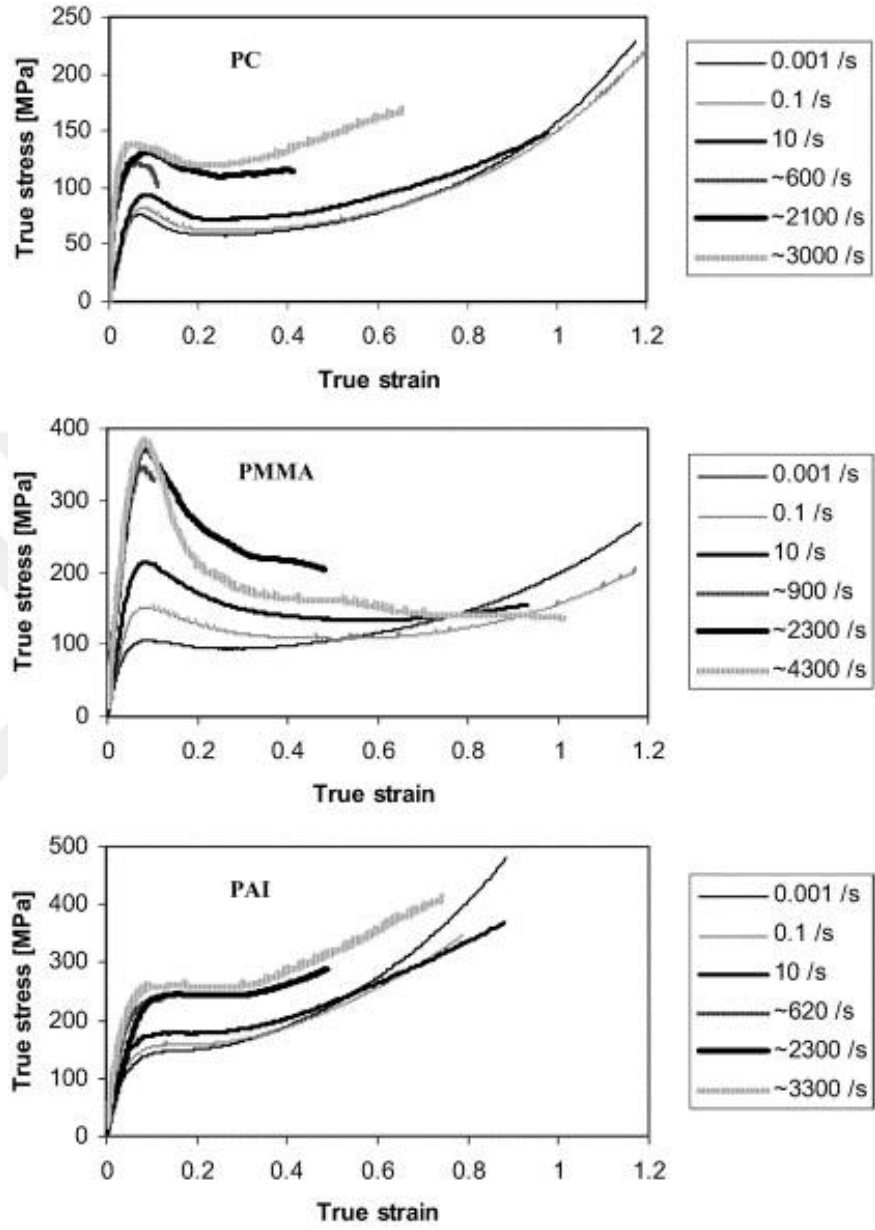 250
200
150
100
50
0
True stress [MPa]
PC
0 0.2 0.4 0.6 0.8 1 1.2
True strain
0.001 /s
0.1 /s
10 /s
~600 /s
~2100 /s
~3000 /s
400
300
200
100
0
True stress [MPa]
PMMA
0 0.2 0.4 0.6 0.8 1 1.2
True strain
0.001 /s
0.1 /s
10 /s
~900 /s
~2300 /s
~4300 /s
500
400
300
200
100
0
True stress [MPa]
PAI
0 0.2 0.4 0.6 0.8 1 1.2
True strain
0.001 /s
0.1 /s
10 /s
~620 /s
~2300 /s
~3300 /s